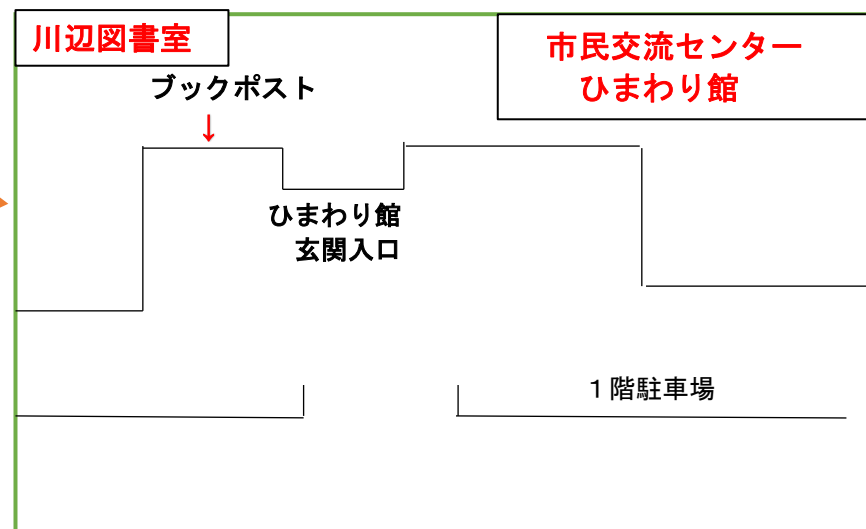 川辺図書室
市民交流センター
ひまわり館
ブックポスト
↓
ひまわり館
玄関入口
１階駐車場